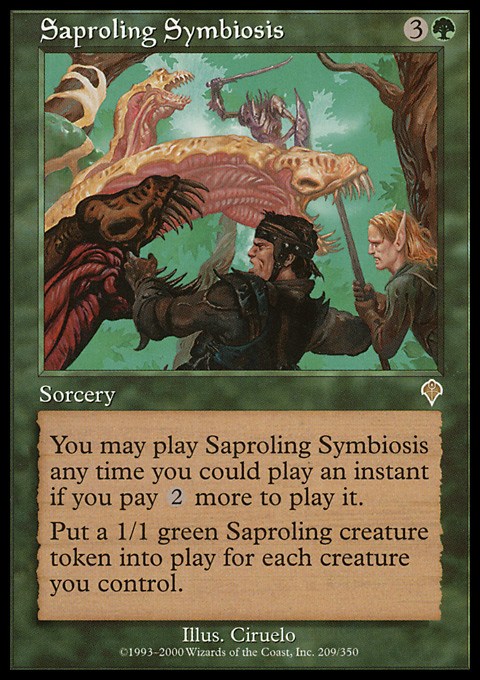 Saproling Symbiosis 3
Sorcery
You may play Saproling Symbiosis
any time you could play an instant
if you pay 2 more to play it.
Put a 1/1 green Saproling creature
token into play for each creature
you control.
Illus. Ciruelo
©1993–2000 Wizards of the Coast, Inc. 209/350